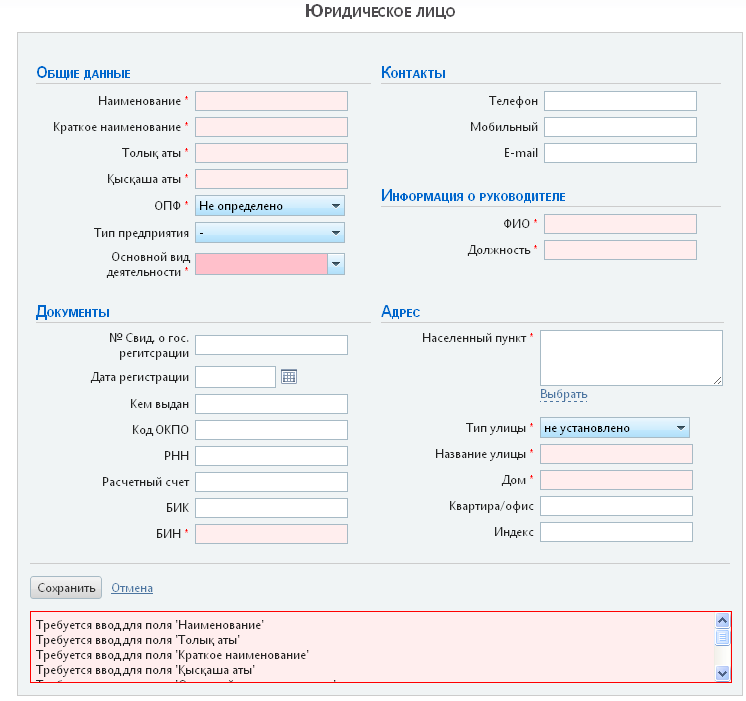 Юридическое лицо
Общие данные
Наименование *
Краткое наименование *
Толық аты *
Қысқаша аты *
ОПФ * Не определено
Тип предприятия -
Основной вид
деятельности *
Контакты
Телефон
Мобильный
E-mail
Информация о руководителе
ФИО *
Должность *
Документы
№ Свид. о гос.
регитсрации
Дата регистрации
Кем выдан
Код ОКПО
РНН
Расчетный счет
БИК
БИН *
Адрес
Населенный пункт *
Выбрать
Тип улицы * не установлено
Название улицы *
Дом *
Квартира/офис
Индекс
Сохранить Отмена
Требуется ввод для поля 'Наименование'
Требуется ввод для поля 'Толық аты'
Требуется ввод для поля 'Краткое наименование'
Требуется ввод для поля 'Қысқаша аты'